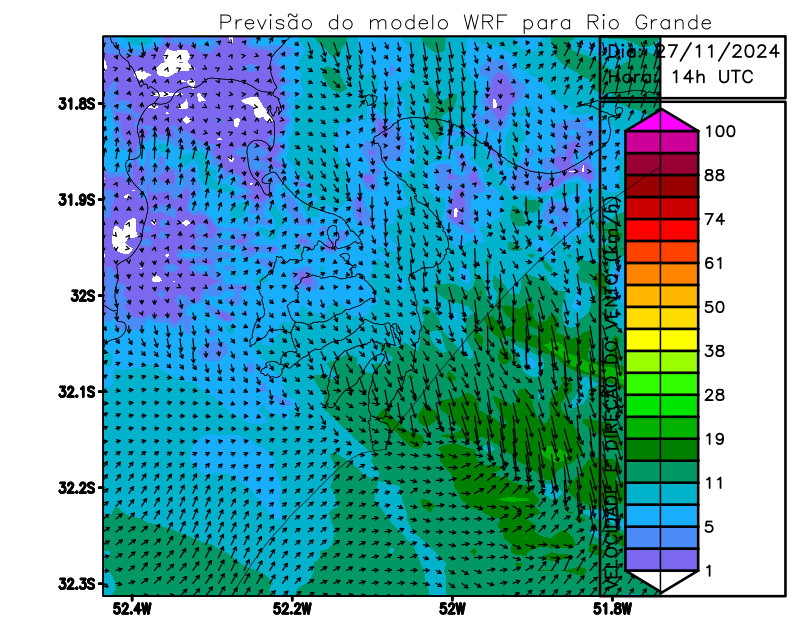 Previsão do modelo WRF para Rio Grande
Dia: 27/11/2024
Hora: 14h UTC
31.8S
31.9S
32S
32.1S
32.2S
32.3S
52.4W
52.2W
52W
51.8W
VELOCIDADE E DIREÇÃO DO VENTO (km/h)
100
88
74
61
50
38
28
19
11
5
1